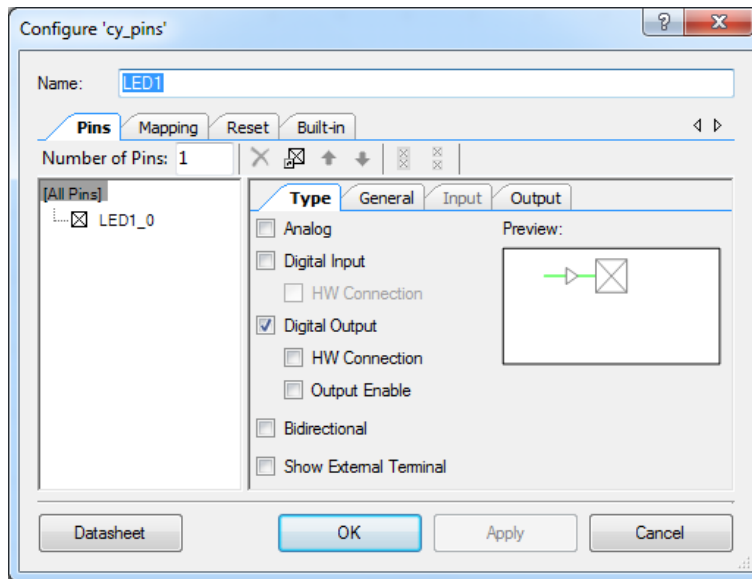 Configure 'cy_pins'
Name: LED1
Pins Mapping Reset Built-in
Number of Pins: 1
[All Pins]
LED1_0
Type General Input Output
Analog
Preview:
Digital Input
HW Connection
Digital Output
HW Connection
Output Enable
Bidirectional
Show External Terminal
Datasheet OK Apply Cancel